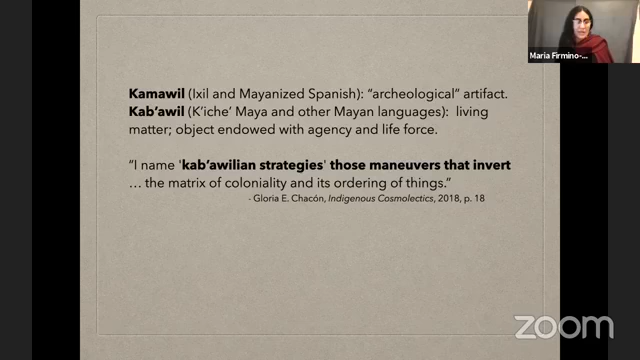 Maria Firmino-...
Kamawil (Ixil and Mayanized Spanish): “archeological” artifact.
Kab’awil (K’iche’ Maya and other Mayan languages):  living
matter; object endowed with agency and life force.
“I name 'kab’awilian strategies' those maneuvers that invert
… the matrix of coloniality and its ordering of things.”
- Gloria E. Chacón, Indigenous Cosmolectics, 2018, p. 18
zoom